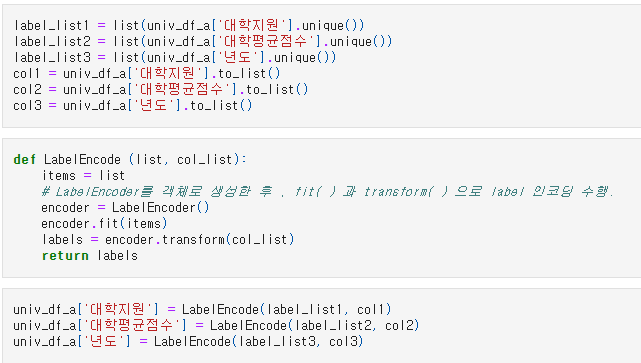 label_list1 = list(univ_df_a['대학지원'].unique())
label_list2 = list(univ_df_a['대학평균점수'].unique())
label_list3 = list(univ_df_a['년도'].unique())
col1 = univ_df_a['대학지원'].to_list()
col2 = univ_df_a['대학평균점수'].to_list()
col3 = univ_df_a['년도'].to_list()
def LabelEncode (list, col_list):
items = list
# LabelEncoder를 객체로 생성한 후 , fit( ) 과 transform( ) 으로 label 인코딩 수행.
encoder = LabelEncoder()
encoder.fit(items)
labels = encoder.transform(col_list)
return labels
univ_df_a['대학지원'] = LabelEncode(label_list1, col1)
univ_df_a['대학평균점수'] = LabelEncode(label_list2, col2)
univ_df_a['년도'] = LabelEncode(label_list3, col3)